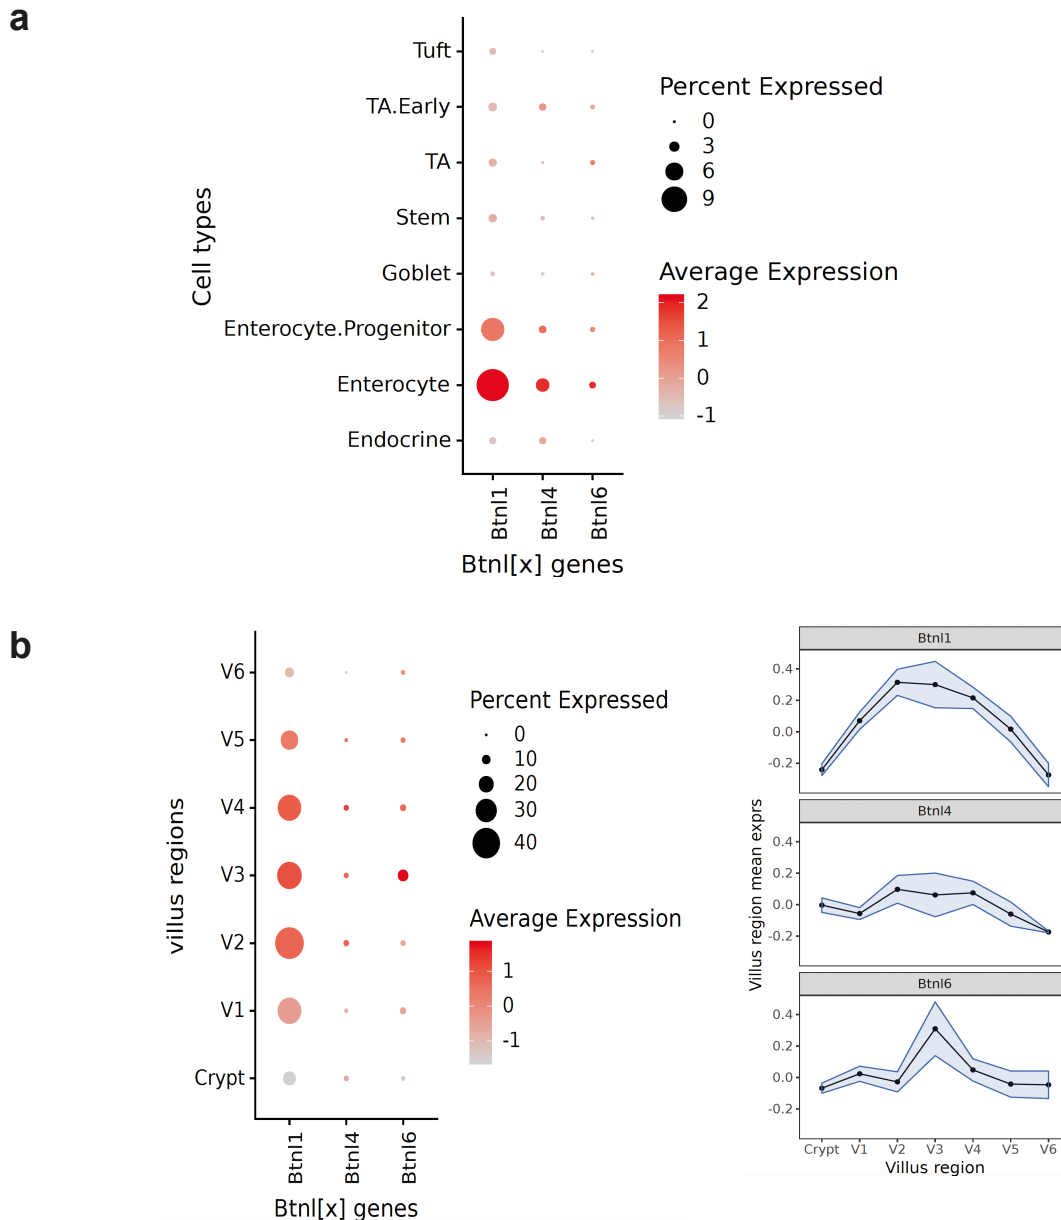 a
Tuft
TA.Early
TA
Stem
Goblet
Enterocyte.Progenitor
Enterocyte
Endocrine
Cell types
Btnl1
Btnl4
Btnl6
Btnl[x] genes
Percent Expressed
0
3
6
9
Average Expression
2
1
0
-1
b
V6
V5
V4
V3
V2
V1
Crypt
villus regions
Btnl1
Btnl4
Btnl6
Btnl[x] genes
Percent Expressed
0
10
20
30
40
Average Expression
1
0
-1
Btnl1
0.4
0.2
0.0
-0.2
Btnl4
0.4
0.2
0.0
-0.2
Btnl6
0.4
0.2
0.0
-0.2
Villus region mean exprs
Crypt V1 V2 V3 V4 V5 V6
Villus region